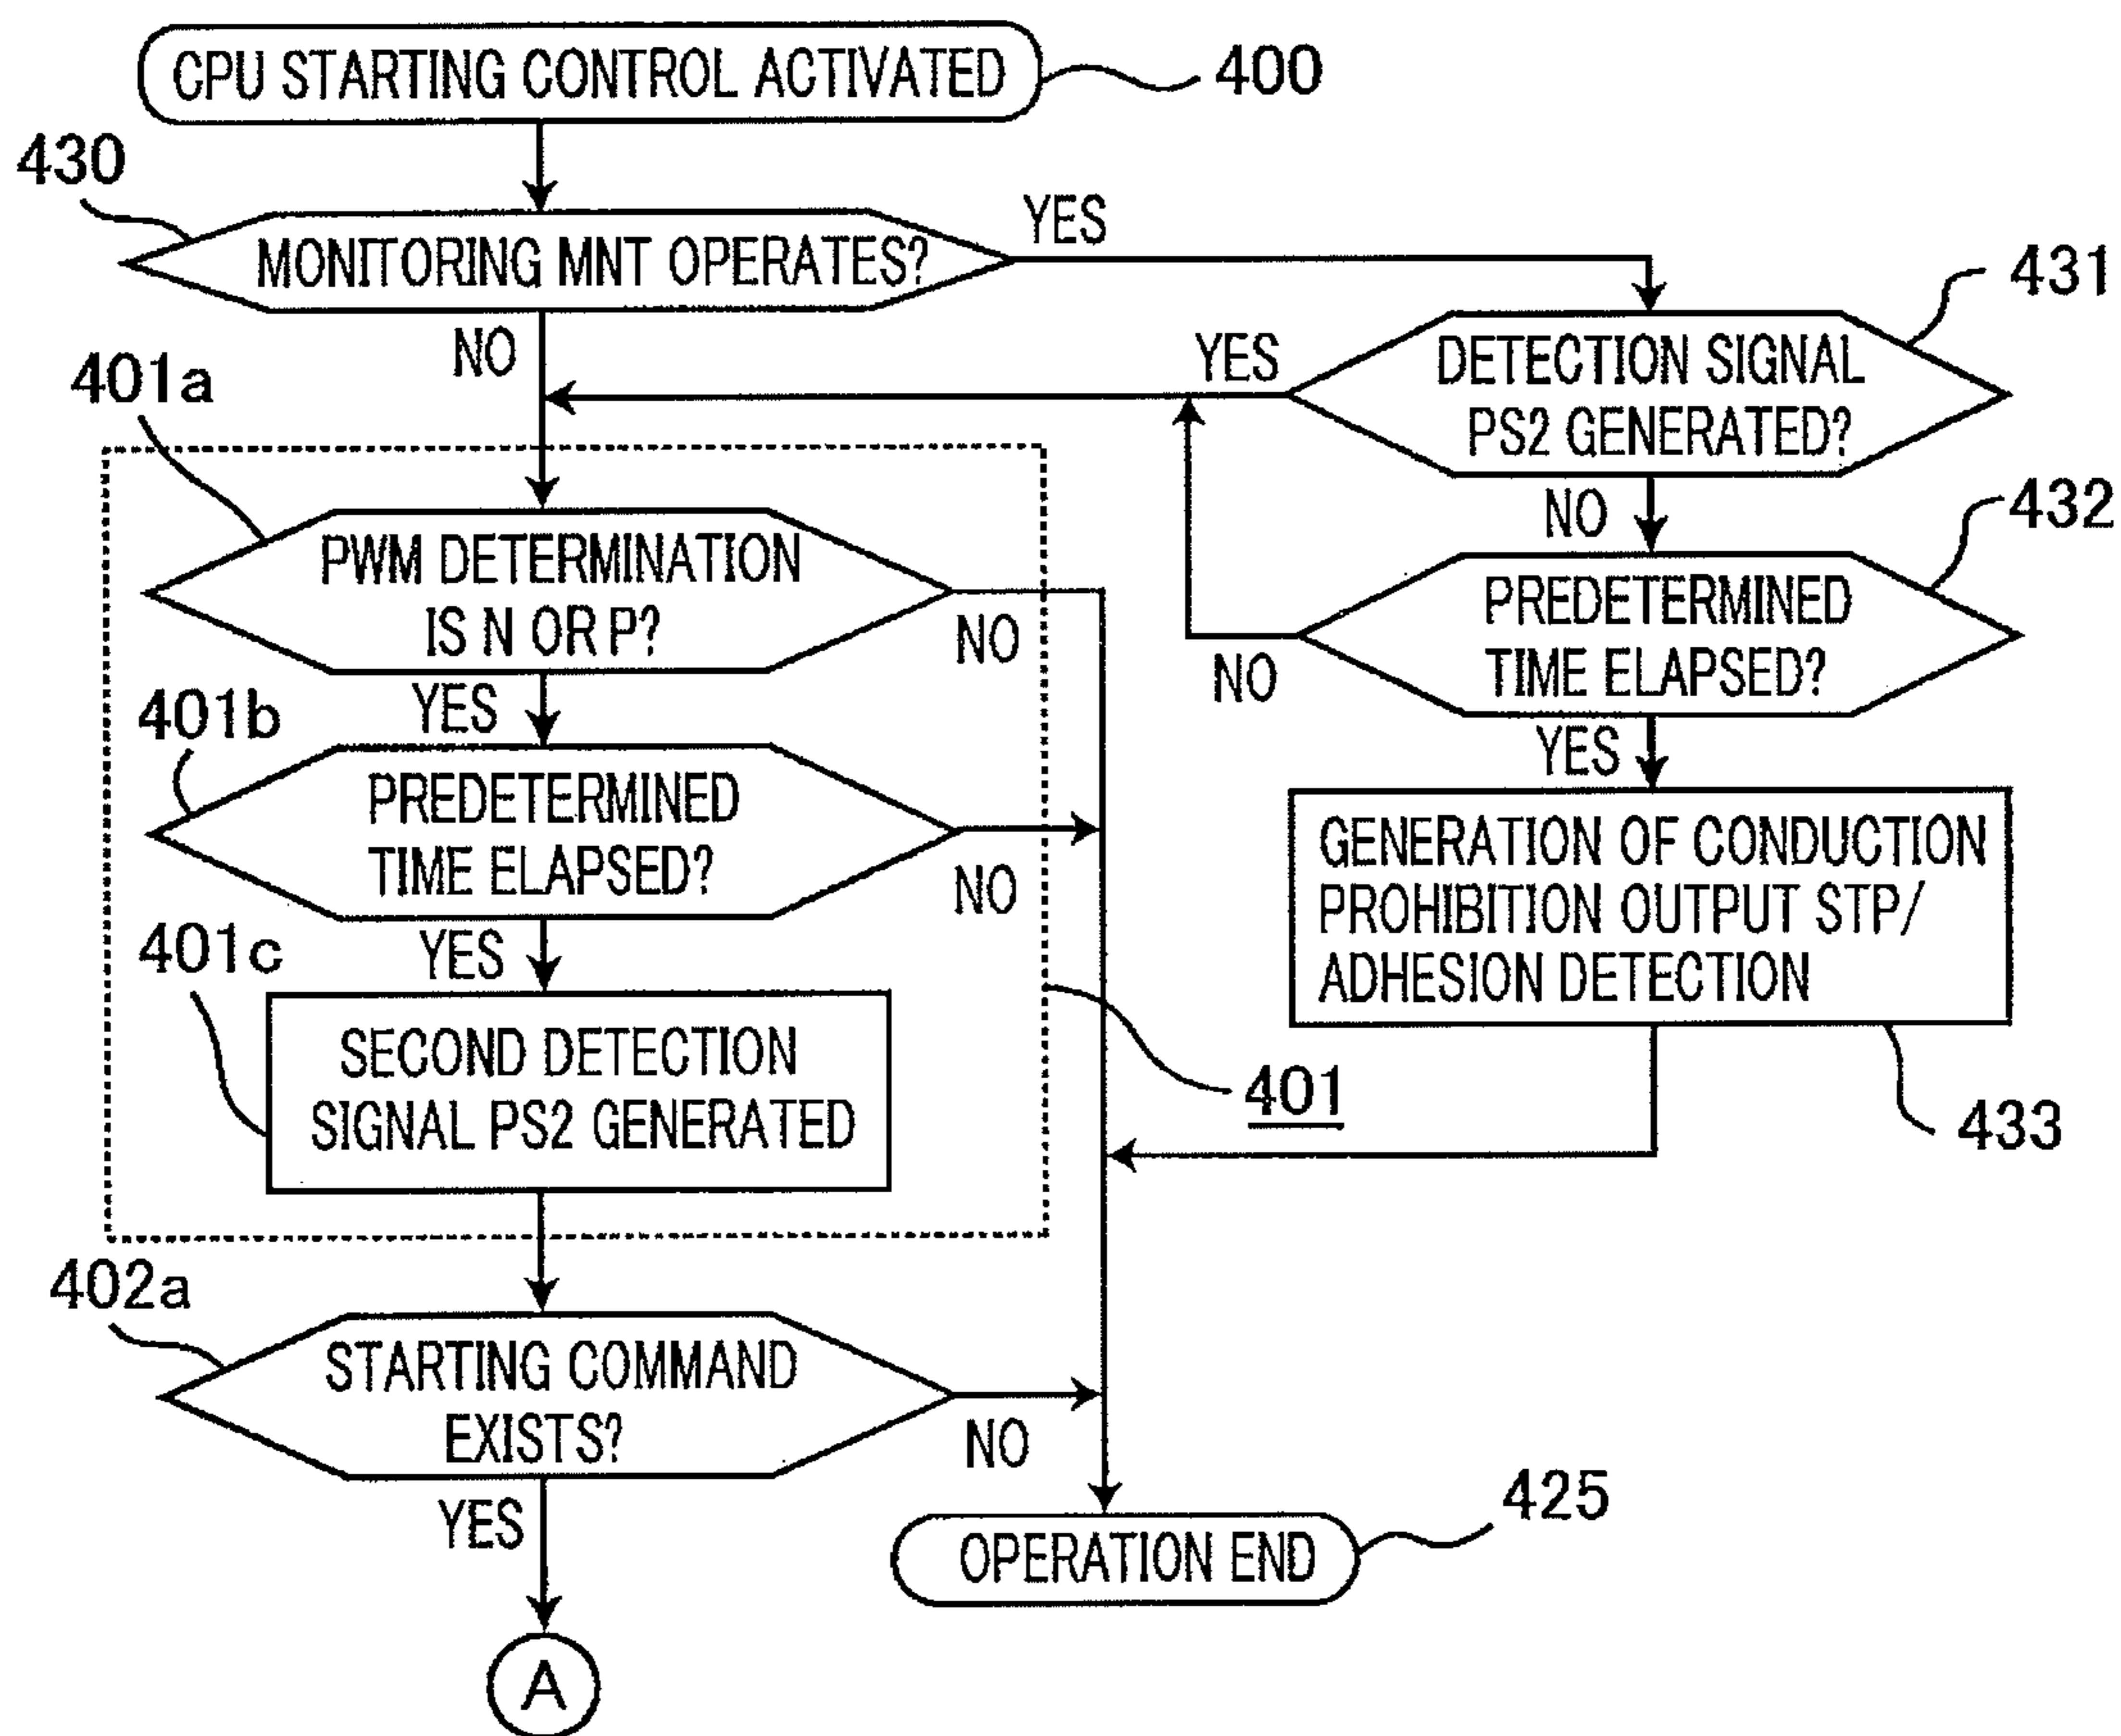 CPU STARTING CONTROL ACTIVATED
400
430
MONITORING MNT OPERATES?
YES
NO
431
DETECTION SIGNAL
PS2 GENERATED?
YES
NO
401a
PWM DETERMINATION
IS N OR P?
NO
YES
432
PREDETERMINED
TIME ELAPSED?
NO
YES
401b
PREDETERMINED
TIME ELAPSED?
NO
YES
GENERATION OF CONDUCTION
PROHIBITION OUTPUT STP/
ADHESION DETECTION
433
401c
SECOND DETECTION
SIGNAL PS2 GENERATED
401
402a
STARTING COMMAND
EXISTS?
NO
YES
425
OPERATION END
A